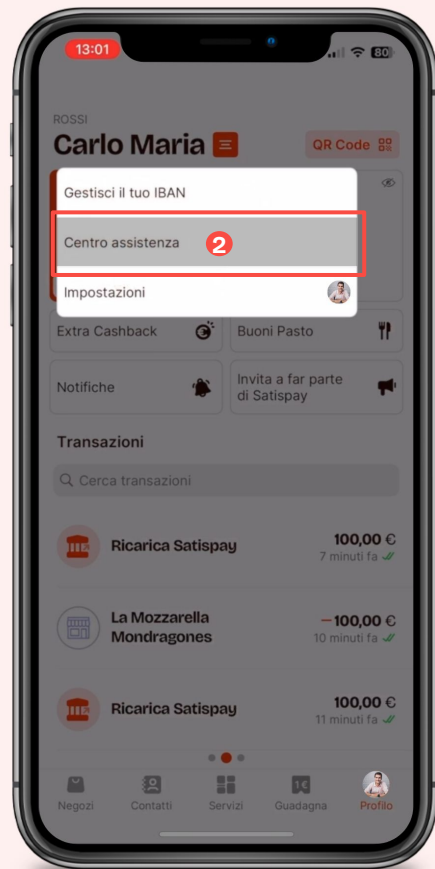 13:01
80
ROSSI
Carlo Maria
QR Code
Gestisci il tuo IBAN
Centro assistenza 2
Impostazioni
Extra Cashback
Buoni Pasto
Notifiche
Invita a far parte
di Satispay
Transazioni
Cerca transazioni
Ricarica Satispay
100,00 €
7 minuti fa
La Mozzarella
Mondragones
−100,00 €
10 minuti fa
Ricarica Satispay
100,00 €
11 minuti fa
Negozi
Contatti
Servizi
1€
Guadagna
Profilo